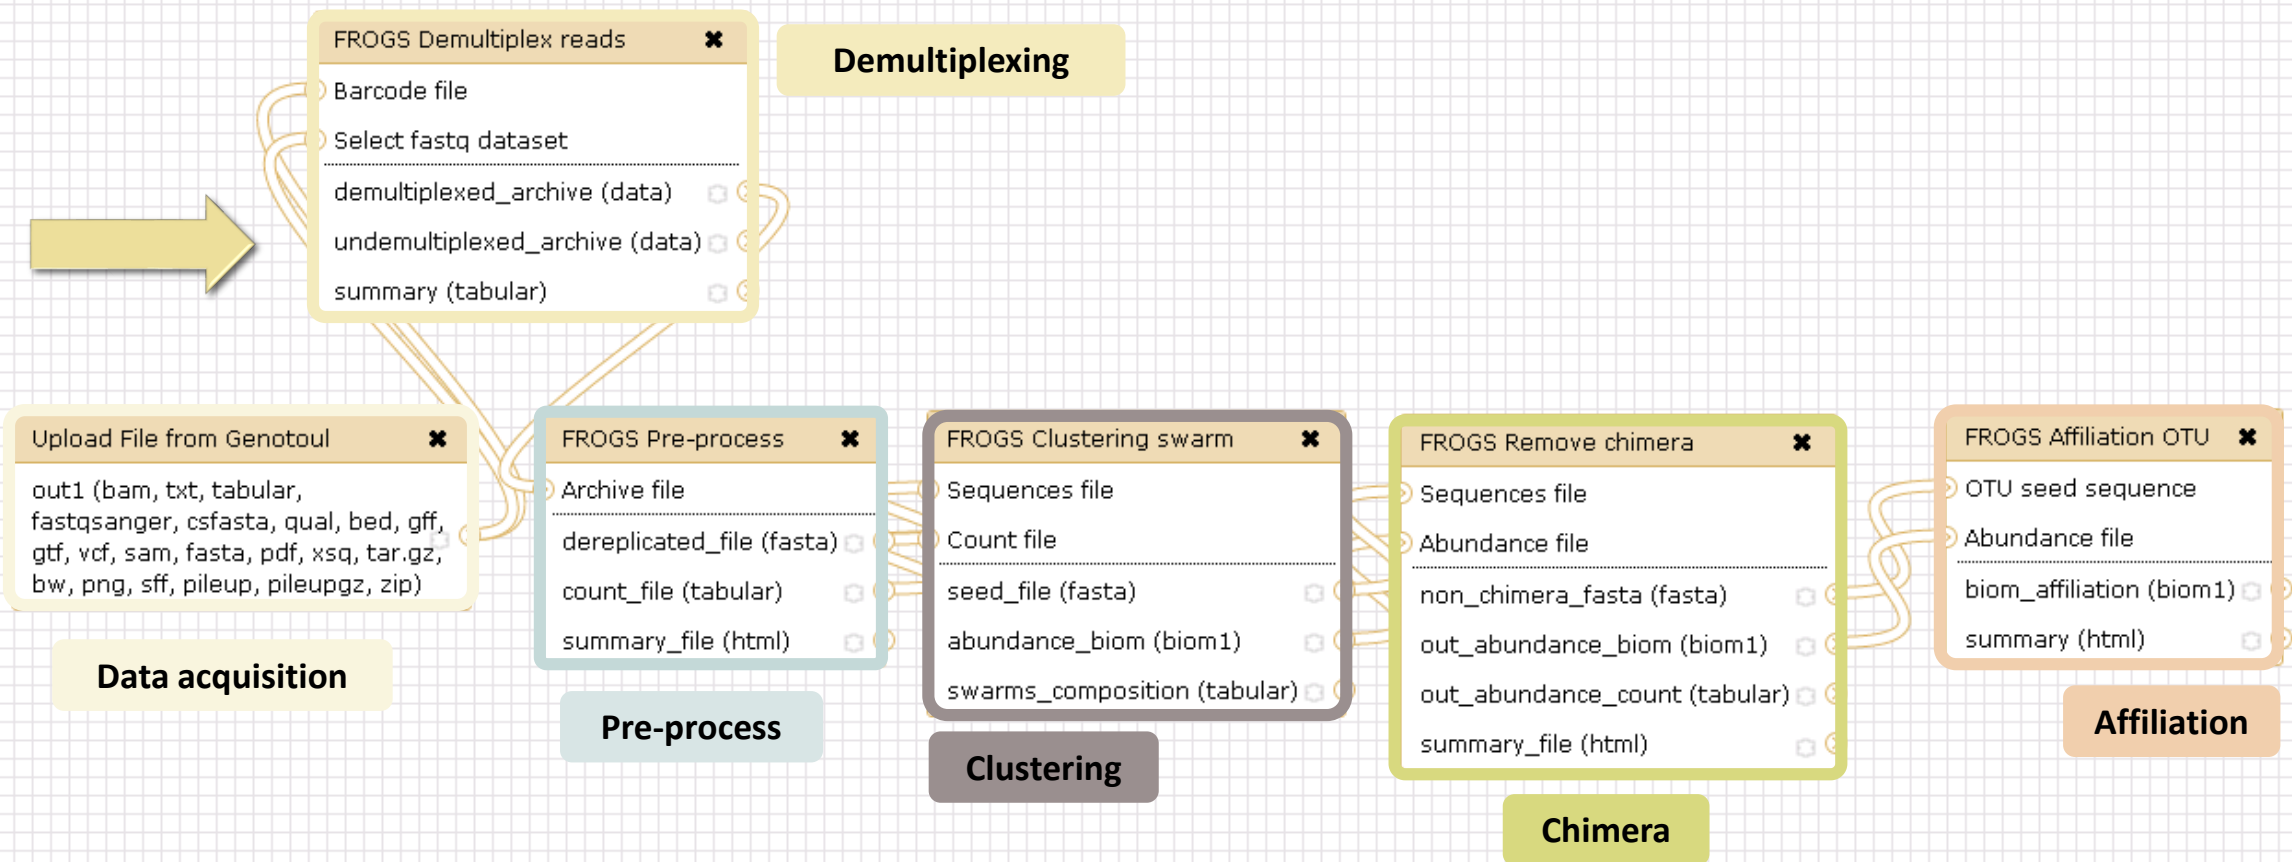 FROGS Demultiplex reads
Barcode file
Select fastq dataset
demultiplexed_archive (data)
undemultiplexed_archive (data)
summary (tabular)
Demultiplexing
Upload File from Genotoul
out1 (bam, txt, tabular,
fastqsanger, csfasta, qual, bed, gff,
gtf, vcf, sam, fasta, pdf, xsq, tar.gz,
bw, png, sff, pileup, pileupgz, zip)
Data acquisition
FROGS Pre-process
Archive file
dereplicated_file (fasta)
count_file (tabular)
summary_file (html)
Pre-process
FROGS Clustering swarm
Sequences file
Count file
seed_file (fasta)
abundance_biom (biom1)
swarms_composition (tabular)
Clustering
FROGS Remove chimera
Sequences file
Abundance file
non_chimera_fasta (fasta)
out_abundance_biom (biom1)
out_abundance_count (tabular)
summary_file (html)
Chimera
FROGS Affiliation OTU
OTU seed sequence
Abundance file
biom_affiliation (biom1)
summary (html)
Affiliation